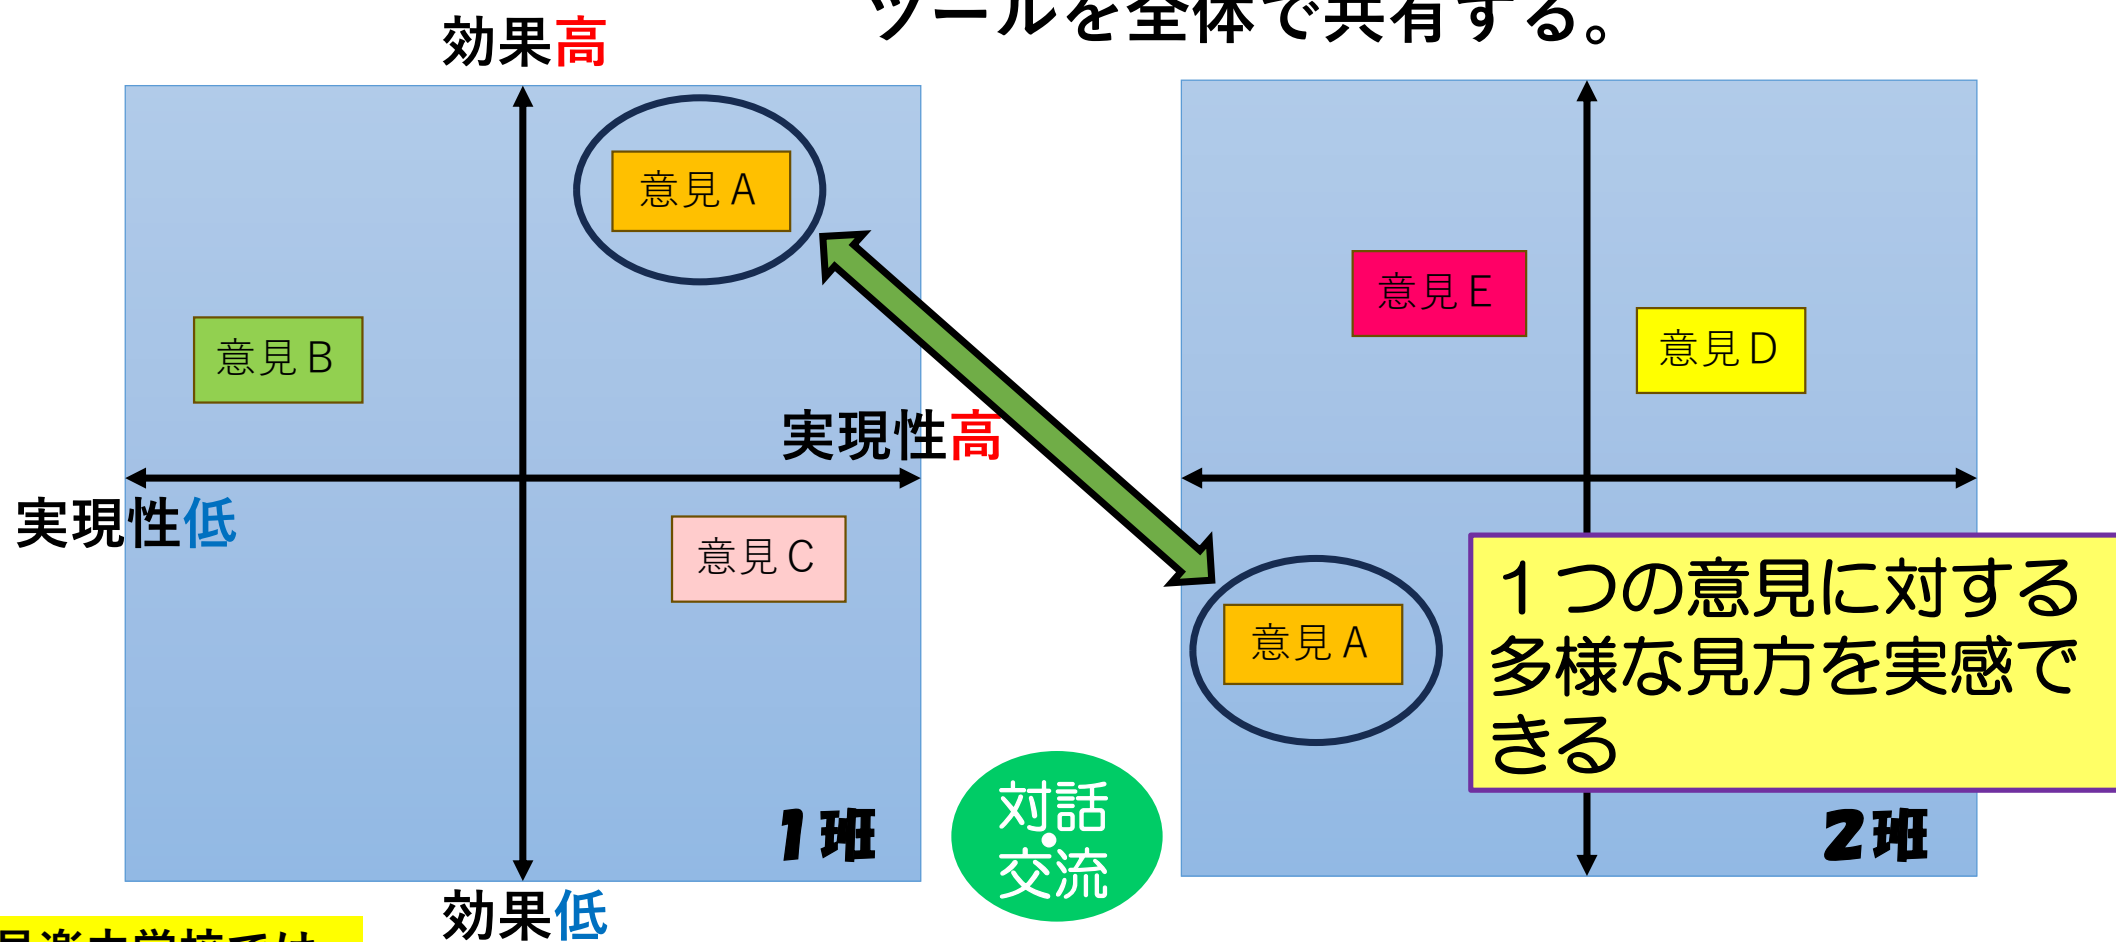 ツールを全体で共有する。
効果高
意見A
意見B
実現性高
実現性低
意見C
1班
効果低
意見E
意見D
意見A
１つの意見に対する
多様な見方を実感で
きる
2班
対話
・
交流